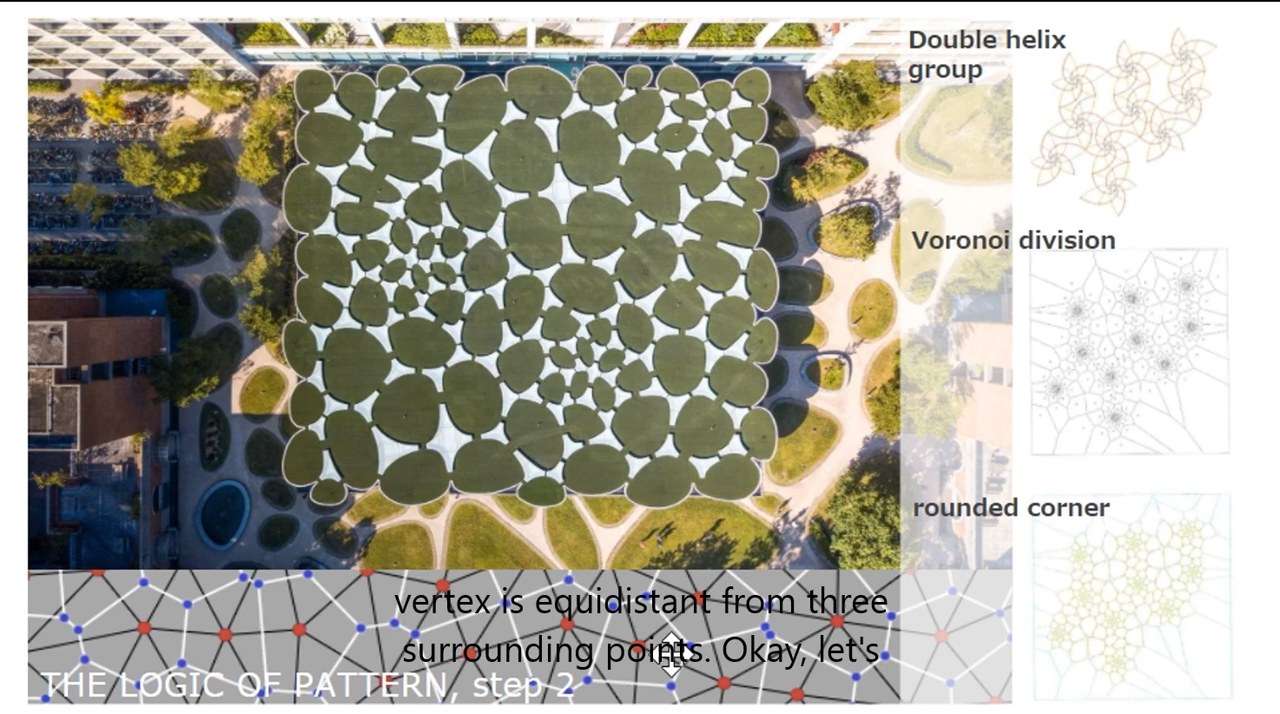 Double helix
group
Voronoi division
rounded corner
vertex is equidistant from three
surrounding points. Okay, let's
THE LOGIC OF PATTERN, step 2